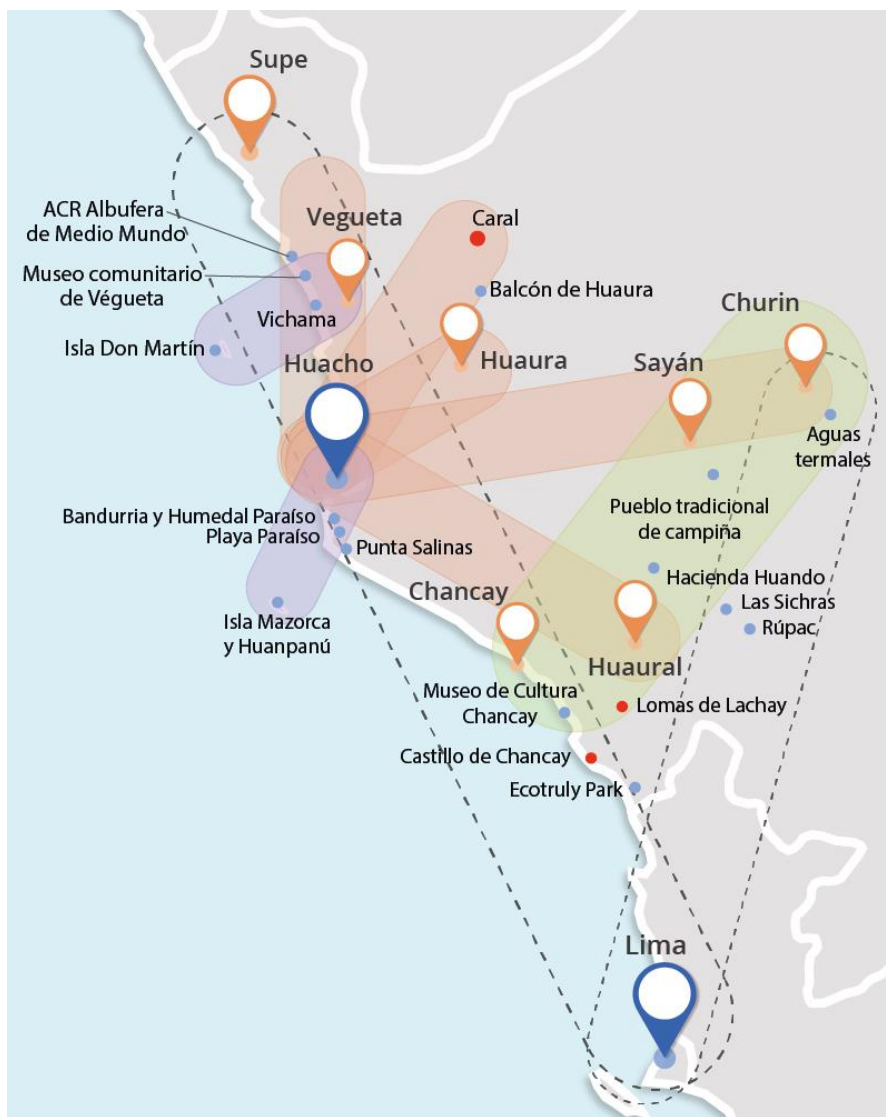 Supe
ACR Albufera
de Medio Mundo
Vegueta
Caral
Museo comunitario
de Végueta
Balcón de Huaura
Churin
Vichama
Isla Don Martín
Huacho
Huaura
Sayán
Aguas
termales
Pueblo tradicional
de campiña
Bandurria y Humedal Paraíso
Playa Paraíso
Punta Salinas
Chancay
Hacienda Huando
Las Sichras
Rúpac
Isla Mazorca
y Huanpanú
Huaural
Museo de Cultura
Chancay
Lomas de Lachay
Castillo de Chancay
Ecotruly Park
Lima